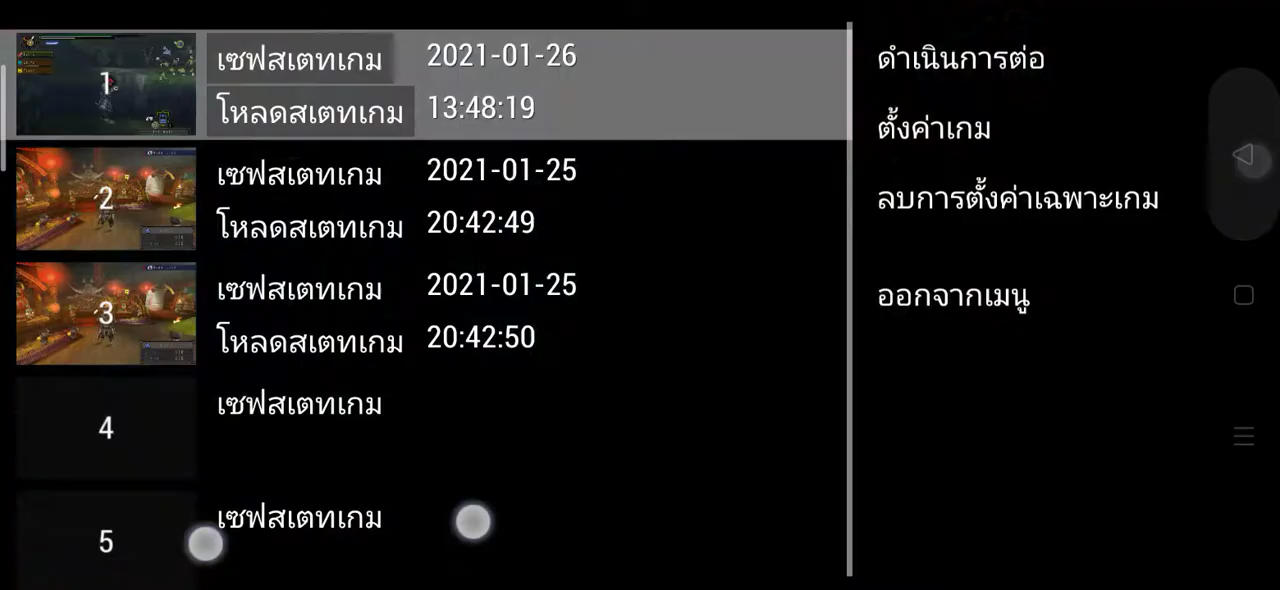 1
เซฟสเตทเกม 2021-01-26
โหลดสเตทเกม 13:48:19
2
เซฟสเตทเกม 2021-01-25
โหลดสเตทเกม 20:42:49
3
เซฟสเตทเกม 2021-01-25
โหลดสเตทเกม 20:42:50
4
เซฟสเตทเกม
5
เซฟสเตทเกม
ดำเนินการต่อ
ตั้งค่าเกม
ลบการตั้งค่าเฉพาะเกม
ออกจากเมนู